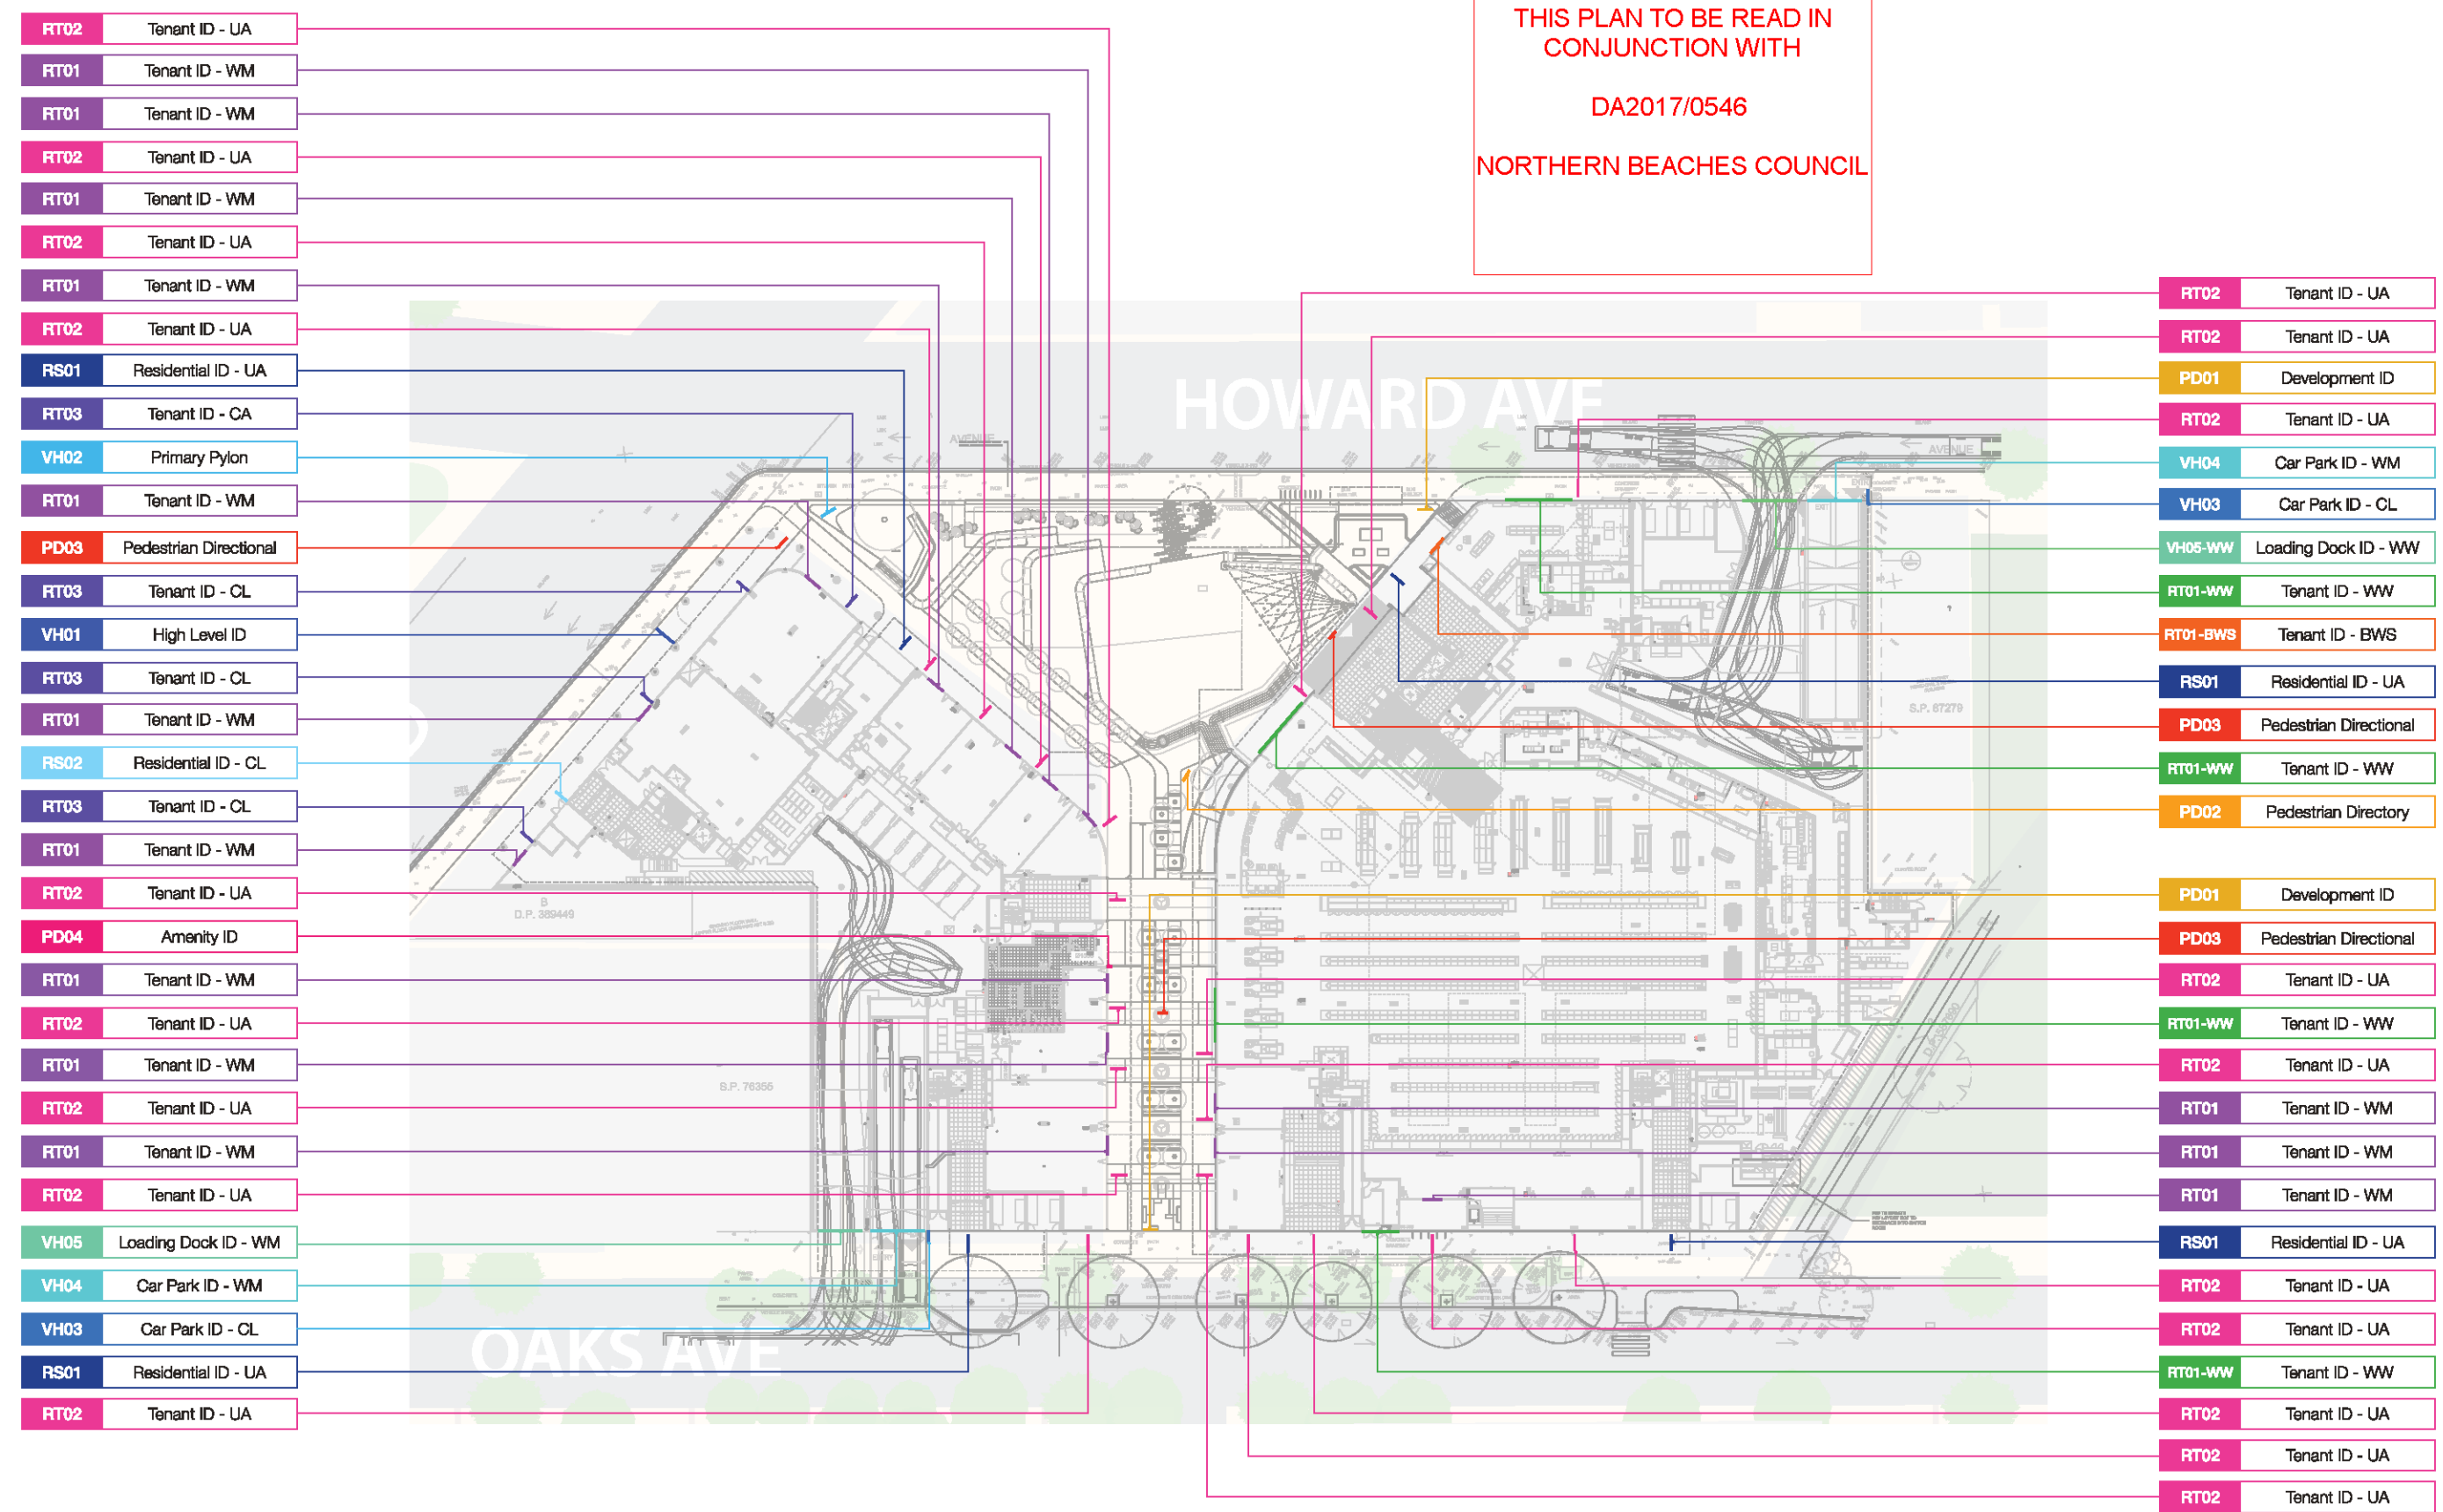 THIS PLAN TO BE READ IN
CONJUNCTION WITH
DA2017/0546
NORTHERN BEACHES COUNCIL
RT02 Tenant ID - UA
RT01 Tenant ID - WM
RT01 Tenant ID - WM
RT02 Tenant ID - UA
RT01 Tenant ID - WM
RT02 Tenant ID - UA
RT01 Tenant ID - WM
RT02 Tenant ID - UA
RS01 Residential ID - UA
RT03 Tenant ID - CA
VH02 Primary Pylon
RT01 Tenant ID - WM
PD03 Pedestrian Directional
RT03 Tenant ID - CL
VH01 High Level ID
RT03 Tenant ID - CL
RT01 Tenant ID - WM
RS02 Residential ID - CL
RT03 Tenant ID - CL
RT01 Tenant ID - WM
RT02 Tenant ID - UA
PD04 Amenity ID
RT01 Tenant ID - WM
RT02 Tenant ID - UA
RT01 Tenant ID - WM
RT02 Tenant ID - UA
RT01 Tenant ID - WM
RT02 Tenant ID - UA
VH05 Loading Dock ID - WM
VH04 Car Park ID - WM
VH03 Car Park ID - CL
RS01 Residential ID - UA
RT02 Tenant ID - UA
HOWARD AVE
AVENUE
AVENUE
ENTRY
EXIT
S.P. 67279
B
D.P. 389449
S.P. 76355
OAKS AVE
RT02 Tenant ID - UA
RT02 Tenant ID - UA
PD01 Development ID
RT02 Tenant ID - UA
VH04 Car Park ID - WM
VH03 Car Park ID - CL
VH05-WW Loading Dock ID - WW
RT01-WW Tenant ID - WW
RT01-BWS Tenant ID - BWS
RS01 Residential ID - UA
PD03 Pedestrian Directional
RT01-WW Tenant ID - WW
PD02 Pedestrian Directory
PD01 Development ID
PD03 Pedestrian Directional
RT02 Tenant ID - UA
RT01-WW Tenant ID - WW
RT02 Tenant ID - UA
RT01 Tenant ID - WM
RT01 Tenant ID - WM
RT01 Tenant ID - WM
RS01 Residential ID - UA
RT02 Tenant ID - UA
RT02 Tenant ID - UA
RT01-WW Tenant ID - WW
RT02 Tenant ID - UA
RT02 Tenant ID - UA
RT02 Tenant ID - UA